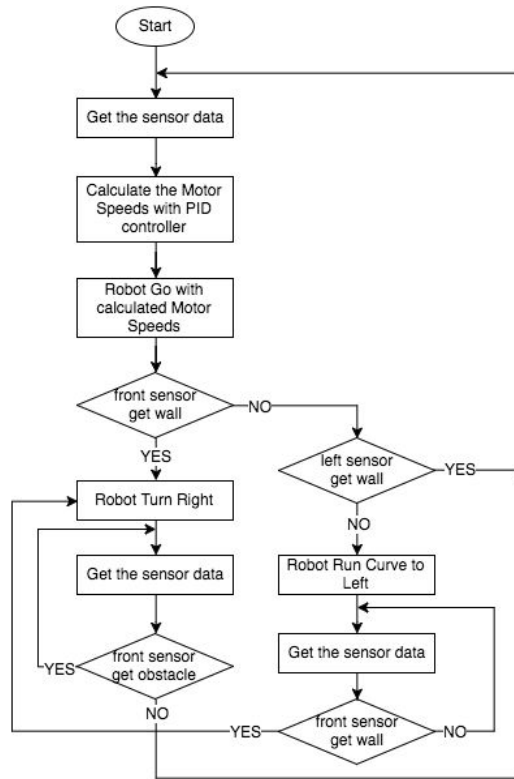 Start
Get the sensor data
Calculate the Motor
Speeds with PID
controller
Robot Go with
calculated Motor
Speeds
front sensor
get wall
NO
YES
left sensor
get wall
YES
NO
Robot Turn Right
Get the sensor data
front sensor
get obstacle
YES
NO
Robot Run Curve to
Left
Get the sensor data
front sensor
get wall
YES
NO